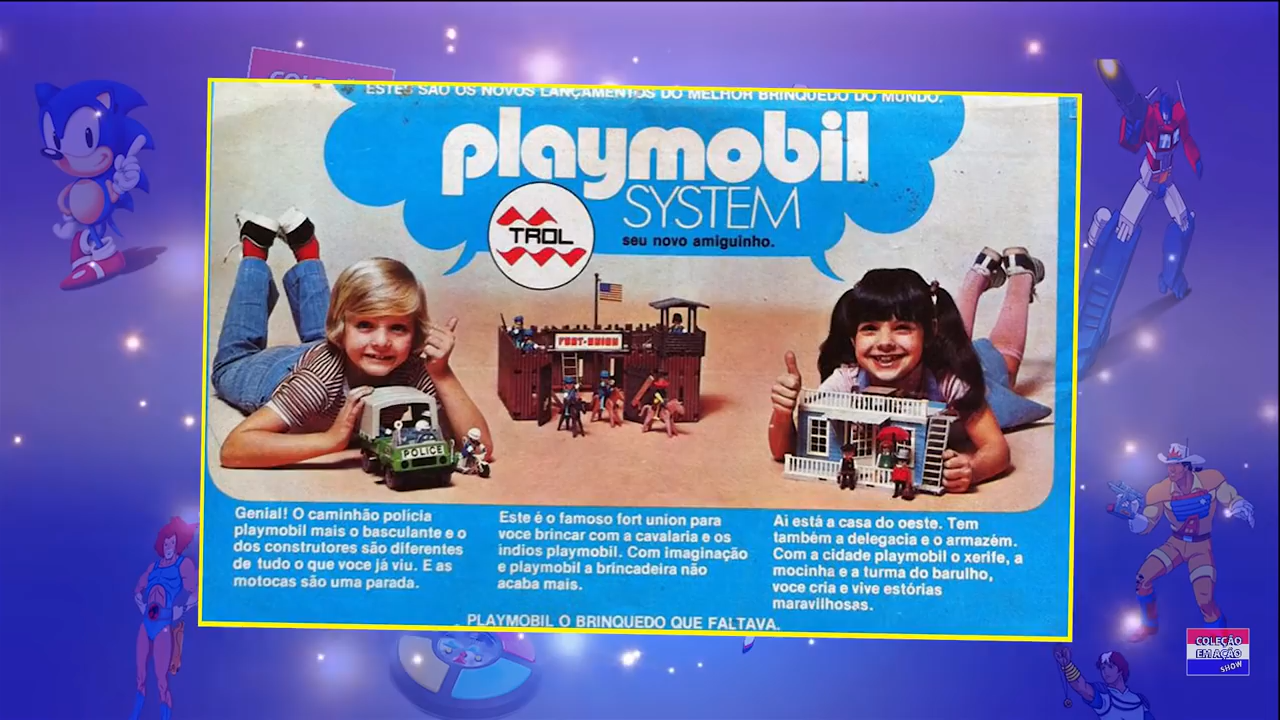 COLEÇÃO
ESTES SÃO OS NOVOS LANÇAMENTOS DO MELHOR BRINQUEDO DO MUNDO.
playmobil
SYSTEM
TROL
seu novo amiguinho.
FORT-UNION
POLICE
Genial! O caminhão polícia
playmobil mais o basculante e o
dos construtores são diferentes
de tudo o que voce já viu. E as
motocas são uma parada.
Este é o famoso fort union para
voce brincar com a cavalaria e os
indios playmobil. Com imaginação
e playmobil a brincadeira não
acaba mais.
Ai está a casa do oeste. Tem
também a delegacia e o armazém.
Com a cidade playmobil o xerife, a
mocinha e a turma do barulho,
voce cria e vive estórias
maravilhosas.
PLAYMOBIL O BRINQUEDO QUE FALTAVA.
COLEÇÃO
EM AÇÃO
SHOW